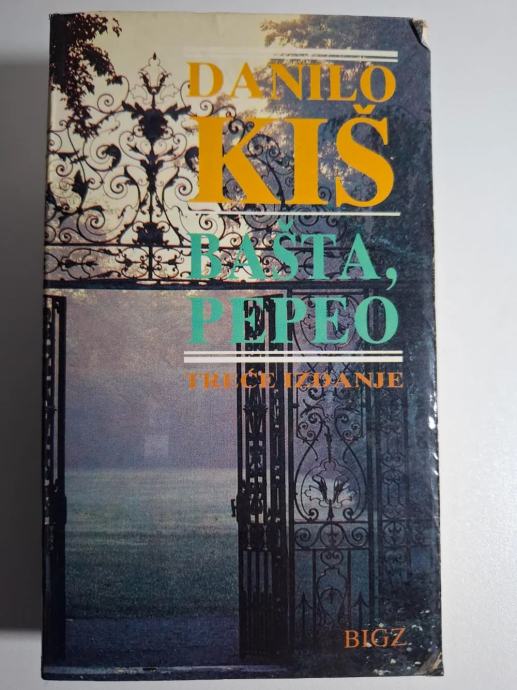 DANILO
KIŠ
BAŠTA,
PEPEO
TREĆE IZDANJE
BIGZ